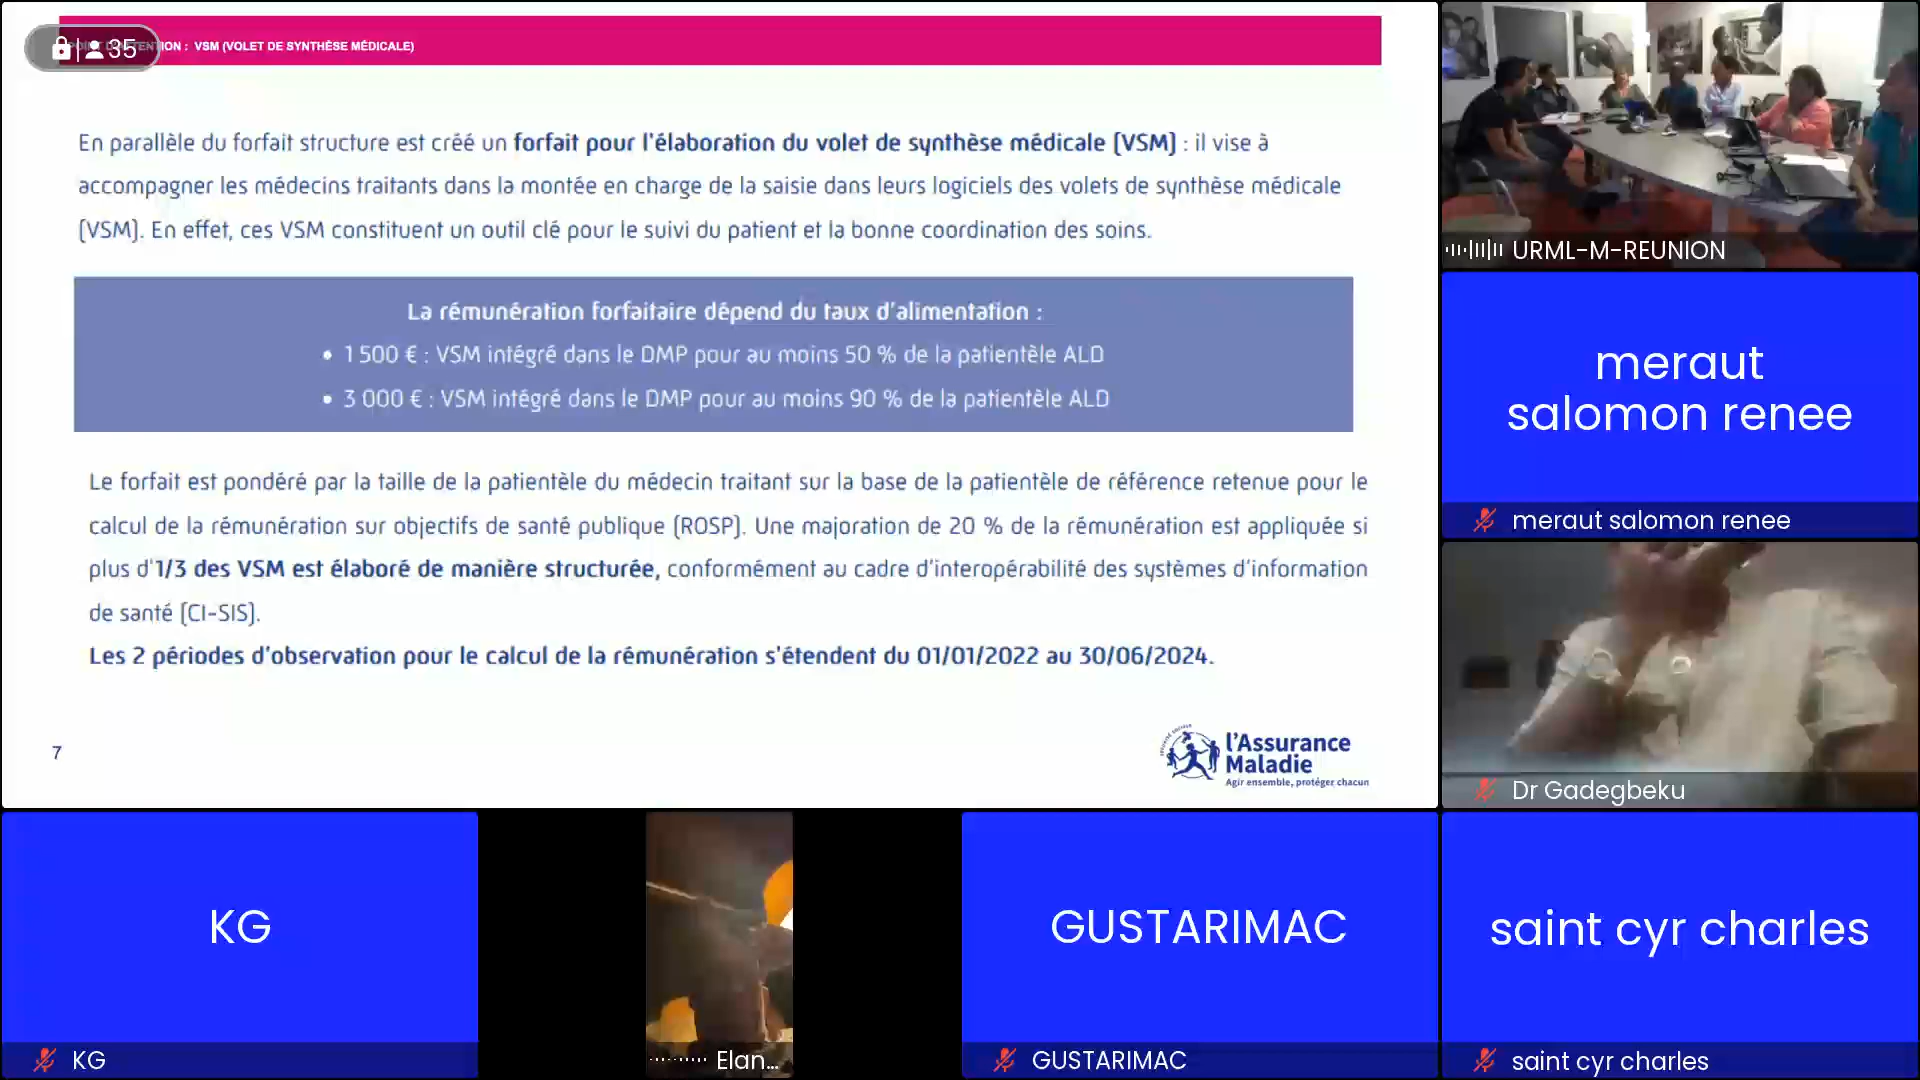 POINT D'ATTENTION : VSM (VOLET DE SYNTHÈSE MÉDICALE)
35
En parallèle du forfait structure est créé un forfait pour l'élaboration du volet de synthèse médicale (VSM) : il vise à
accompagner les médecins traitants dans la montée en charge de la saisie dans leurs logiciels des volets de synthèse médicale
(VSM). En effet, ces VSM constituent un outil clé pour le suivi du patient et la bonne coordination des soins.
La rémunération forfaitaire dépend du taux d'alimentation :
• 1 500 € : VSM intégré dans le DMP pour au moins 50 % de la patientèle ALD
• 3 000 € : VSM intégré dans le DMP pour au moins 90 % de la patientèle ALD
Le forfait est pondéré par la taille de la patientèle du médecin traitant sur la base de la patientèle de référence retenue pour le
calcul de la rémunération sur objectifs de santé publique (ROSP). Une majoration de 20 % de la rémunération est appliquée si
plus d'1/3 des VSM est élaboré de manière structurée, conformément au cadre d'interopérabilité des systèmes d'information
de santé (CI-SIS).
Les 2 périodes d'observation pour le calcul de la rémunération s'étendent du 01/01/2022 au 30/06/2024.
7
l'Assurance
Maladie
Agir ensemble, protéger chacun
URML-M-REUNION
meraut
salomon renee
meraut salomon renee
Dr Gadegbeku
KG
KG
Elan...
GUSTARIMAC
GUSTARIMAC
saint cyr charles
saint cyr charles